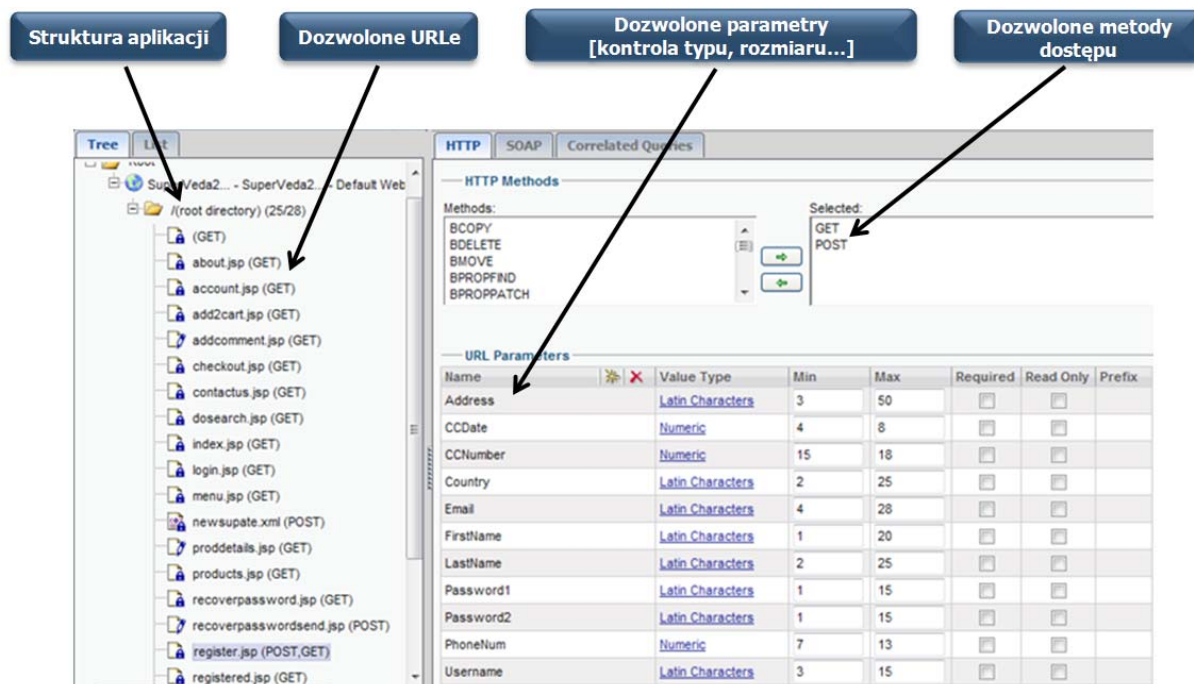 Struktura aplikacji
Dozwolone URLe
Dozwolone parametry
[kontrola typu, rozmiaru...]
Dozwolone metody
dostępu
Tree
List
Root
SuperVeda2... - SuperVeda2... - Default Web
/(root directory) (25/28)
(GET)
about.jsp (GET)
account.jsp (GET)
add2cart.jsp (GET)
addcomment.jsp (GET)
checkout.jsp (GET)
contactus.jsp (GET)
dosearch.jsp (GET)
index.jsp (GET)
login.jsp (GET)
menu.jsp (GET)
newsupate.xml (POST)
proddetails.jsp (GET)
products.jsp (GET)
recoverpassword.jsp (GET)
recoverpasswordsend.jsp (POST)
register.jsp (POST,GET)
registered.jsp (GET)
HTTP
SOAP
Correlated Queries
HTTP Methods
Methods:
BCOPY
BDELETE
BMOVE
BPROPFIND
BPROPPATCH
Selected:
GET
POST
URL Parameters
Name Value Type Min Max Required Read Only Prefix
Address Latin Characters 3 50
CCDate Numeric 4 8
CCNumber Numeric 15 18
Country Latin Characters 2 25
Email Latin Characters 4 28
FirstName Latin Characters 1 20
LastName Latin Characters 2 25
Password1 Latin Characters 1 15
Password2 Latin Characters 1 15
PhoneNum Numeric 7 13
Username Latin Characters 3 15